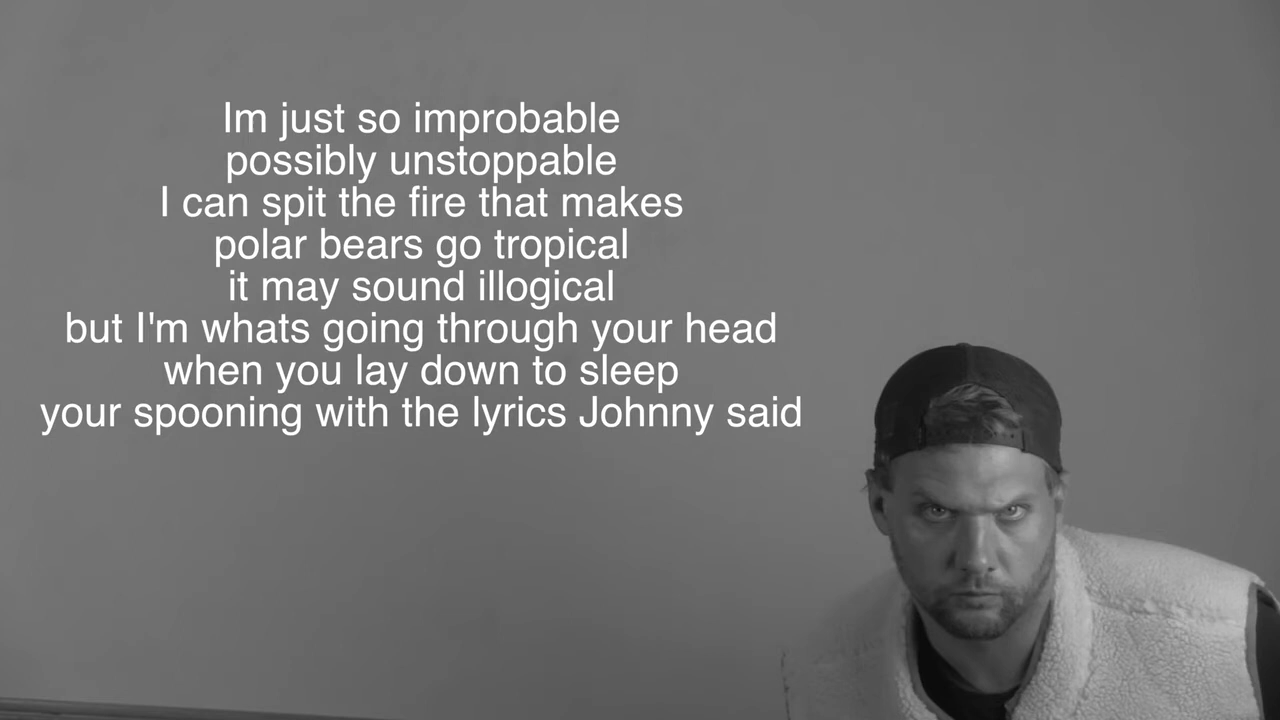 Im just so improbable
possibly unstoppable
I can spit the fire that makes
polar bears go tropical
it may sound illogical
but I'm whats going through your head
when you lay down to sleep
your spooning with the lyrics Johnny said